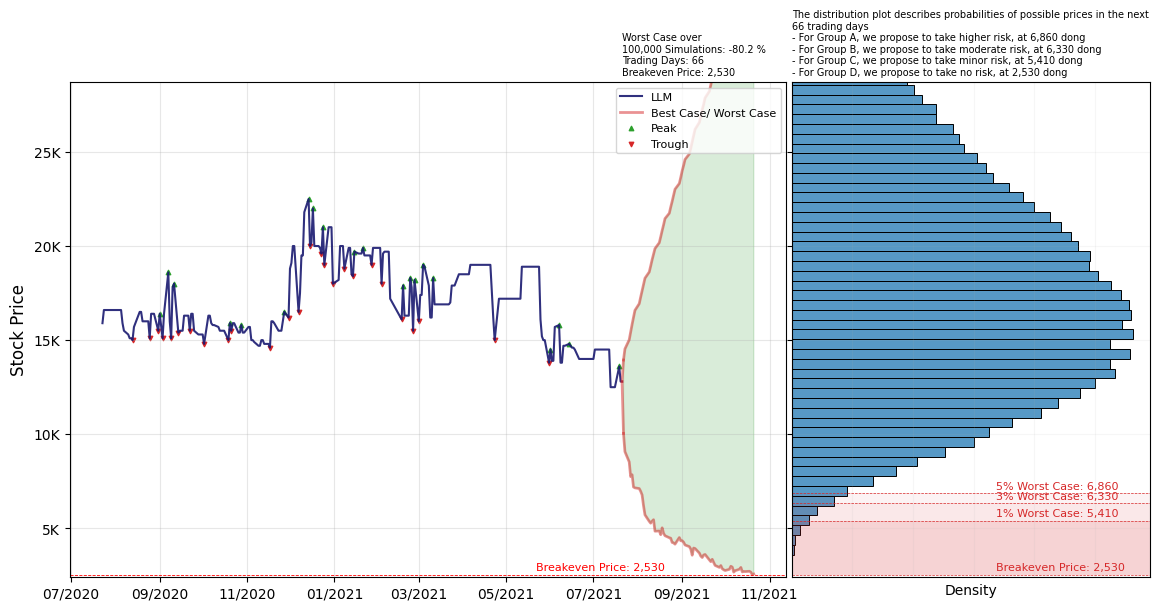 The distribution plot describes probabilities of possible prices in the next
66 trading days
- For Group A, we propose to take higher risk, at 6,860 dong
- For Group B, we propose to take moderate risk, at 6,330 dong
- For Group C, we propose to take minor risk, at 5,410 dong
- For Group D, we propose to take no risk, at 2,530 dong
Worst Case over
100,000 Simulations: -80.2 %
Trading Days: 66
Breakeven Price: 2,530
LLM
Best Case/ Worst Case
Peak
Trough
Stock Price
25K
20K
15K
10K
5K
Breakeven Price: 2,530
07/2020
09/2020
11/2020
01/2021
03/2021
05/2021
07/2021
09/2021
11/2021
5% Worst Case: 6,860
3% Worst Case: 6,330
1% Worst Case: 5,410
Breakeven Price: 2,530
Density